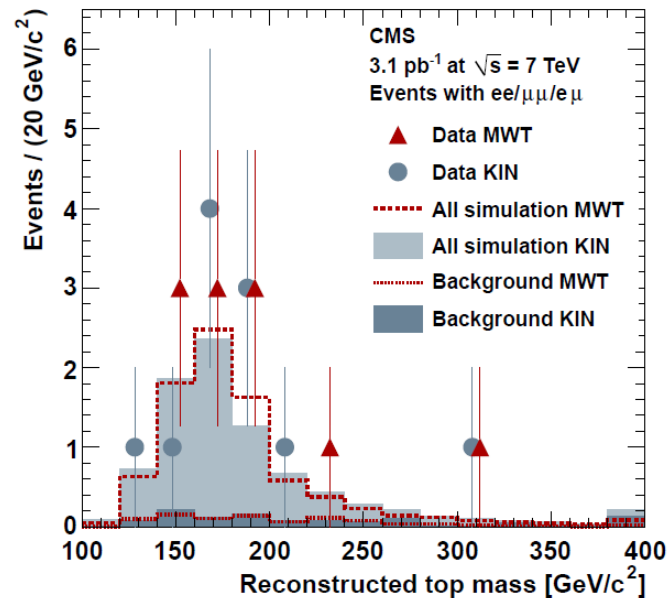 CMS
3.1 pb⁻¹ at √s = 7 TeV
Events with ee/μμ/e μ
Data MWT
Data KIN
All simulation MWT
All simulation KIN
Background MWT
Background KIN
Events / (20 GeV/c²)
6
5
4
3
2
1
0
100 150 200 250 300 350 400
Reconstructed top mass [GeV/c²]